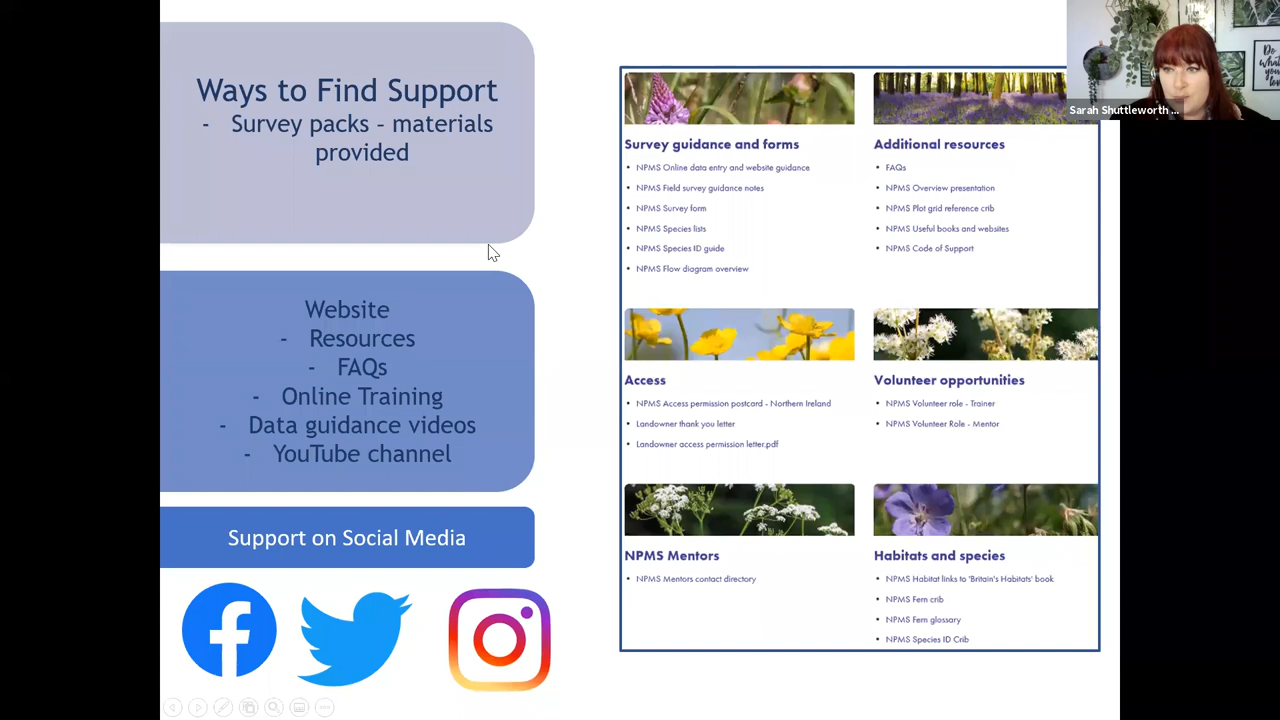 Ways to Find Support
- Survey packs - materials
provided
Website
- Resources
- FAQs
- Online Training
- Data guidance videos
- YouTube channel
Support on Social Media
Survey guidance and forms
• NPMS Online data entry and website guidance
• NPMS Field survey guidance notes
• NPMS Survey form
• NPMS Species lists
• NPMS Species ID guide
• NPMS Flow diagram overview
Additional resources
• FAQs
• NPMS Overview presentation
• NPMS Plot grid reference crib
• NPMS Useful books and websites
• NPMS Code of Support
Access
• NPMS Access permission postcard - Northern Ireland
• Landowner thank you letter
• Landowner access permission letter.pdf
Volunteer opportunities
• NPMS Volunteer role - Trainer
• NPMS Volunteer Role - Mentor
NPMS Mentors
• NPMS Mentors contact directory
Habitats and species
• NPMS Habitat links to 'Britain's Habitats' book
• NPMS Fern crib
• NPMS Fern glossary
• NPMS Species ID Crib
Sarah Shuttleworth ...
Do
what
you